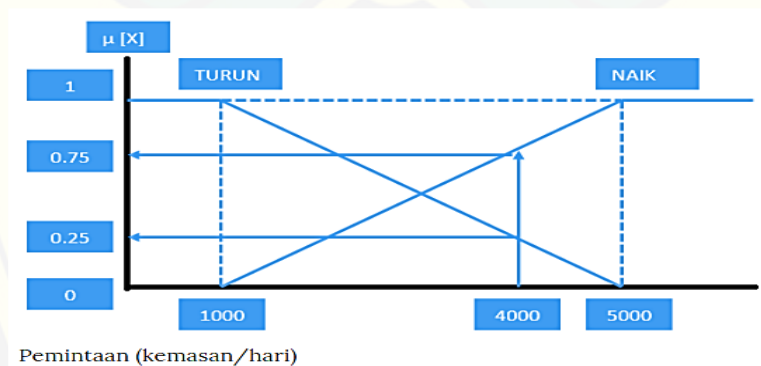 μ [X]
TURUN
NAIK
1
0.75
0.25
0
1000
4000
5000
Pemintaan (kemasan/hari)